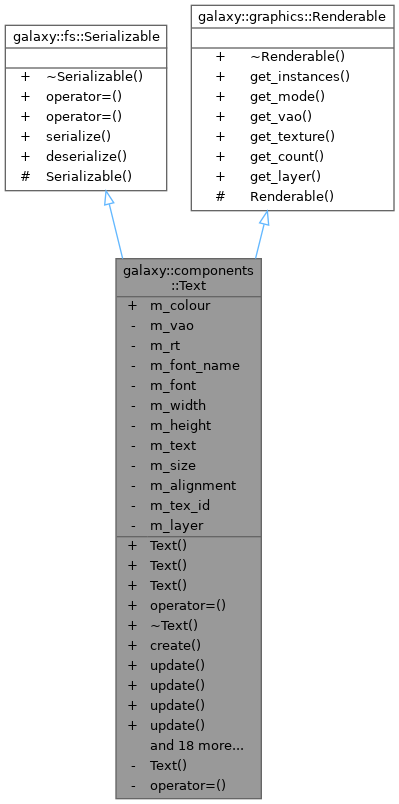 galaxy::fs::Serializable
+ ~Serializable()
+ operator=()
+ operator=()
+ serialize()
+ deserialize()
# Serializable()
galaxy::graphics::Renderable
+ ~Renderable()
+ get_instances()
+ get_mode()
+ get_vao()
+ get_texture()
+ get_count()
+ get_layer()
# Renderable()
galaxy::components
::Text
+ m_colour
- m_vao
- m_rt
- m_font_name
- m_font
- m_width
- m_height
- m_text
- m_size
- m_alignment
- m_tex_id
- m_layer
+ Text()
+ Text()
+ Text()
+ operator=()
+ ~Text()
+ create()
+ update()
+ update()
+ update()
+ update()
and 18 more...
- Text()
- operator=()